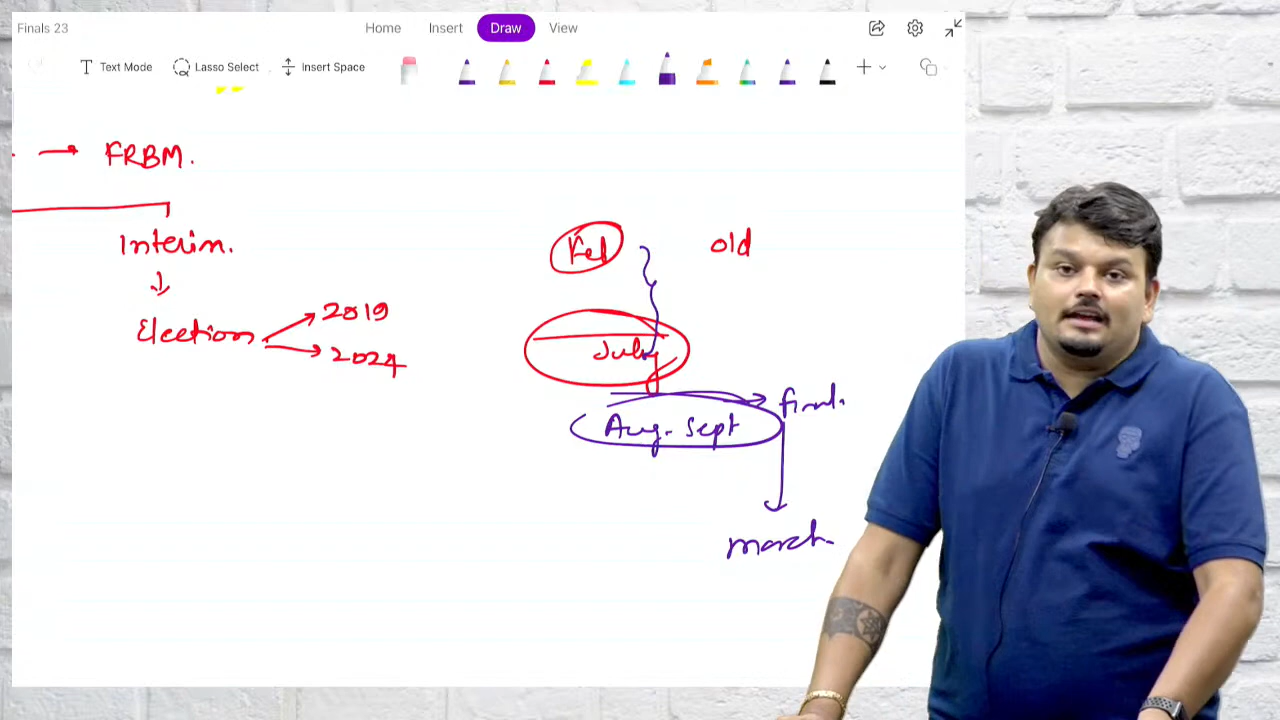 Finals 23
Home Insert Draw View
Text Mode Lasso Select Insert Space
→ FRBM.
Interim.
Feb old
Elections
2019
2024
July
final.
Aug-Sept
march